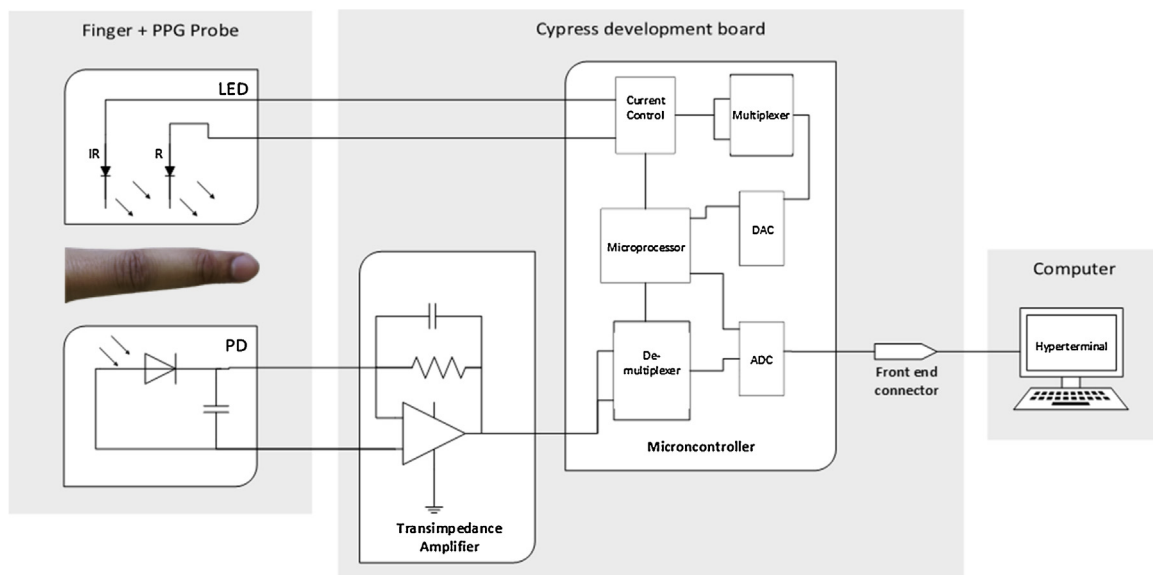 Finger + PPG Probe
LED
IR
R
PD
Cypress development board
Current
Control
Multiplexer
Microprocessor
DAC
De-
multiplexer
ADC
Microncontroller
Transimpedance
Amplifier
Front end
connector
Computer
Hyperterminal